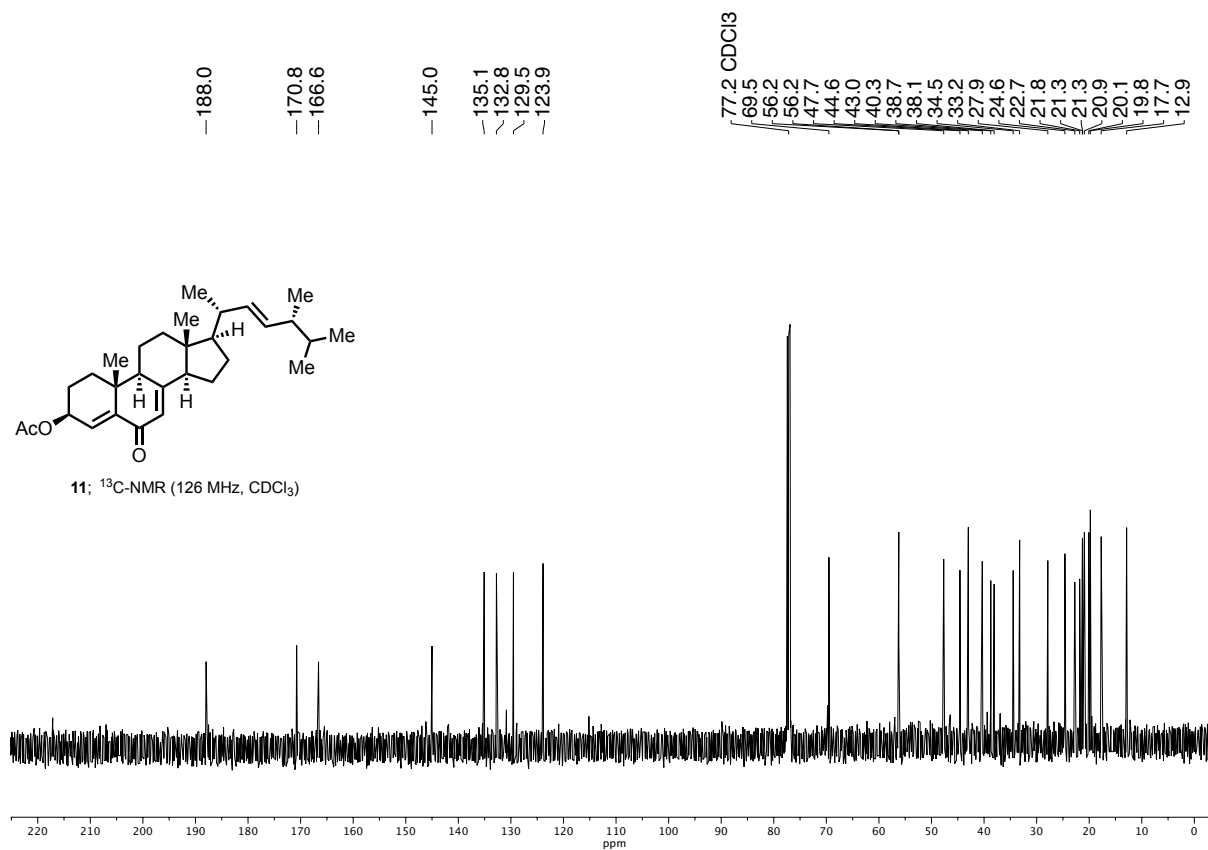 188.0
170.8
166.6
145.0
135.1
132.8
129.5
123.9
77.2 CDCl3
69.5
56.2
56.2
47.7
44.6
43.0
40.3
38.7
38.1
34.5
33.2
27.9
24.6
22.7
21.8
21.3
21.3
20.9
20.1
19.8
17.7
12.9
Me
Me
Me
H
Me
Me
Me
H
H
AcO
O
11; ¹³C-NMR (126 MHz, CDCl₃)
220 210 200 190 180 170 160 150 140 130 120 110 100 90 80 70 60 50 40 30 20 10 0
ppm